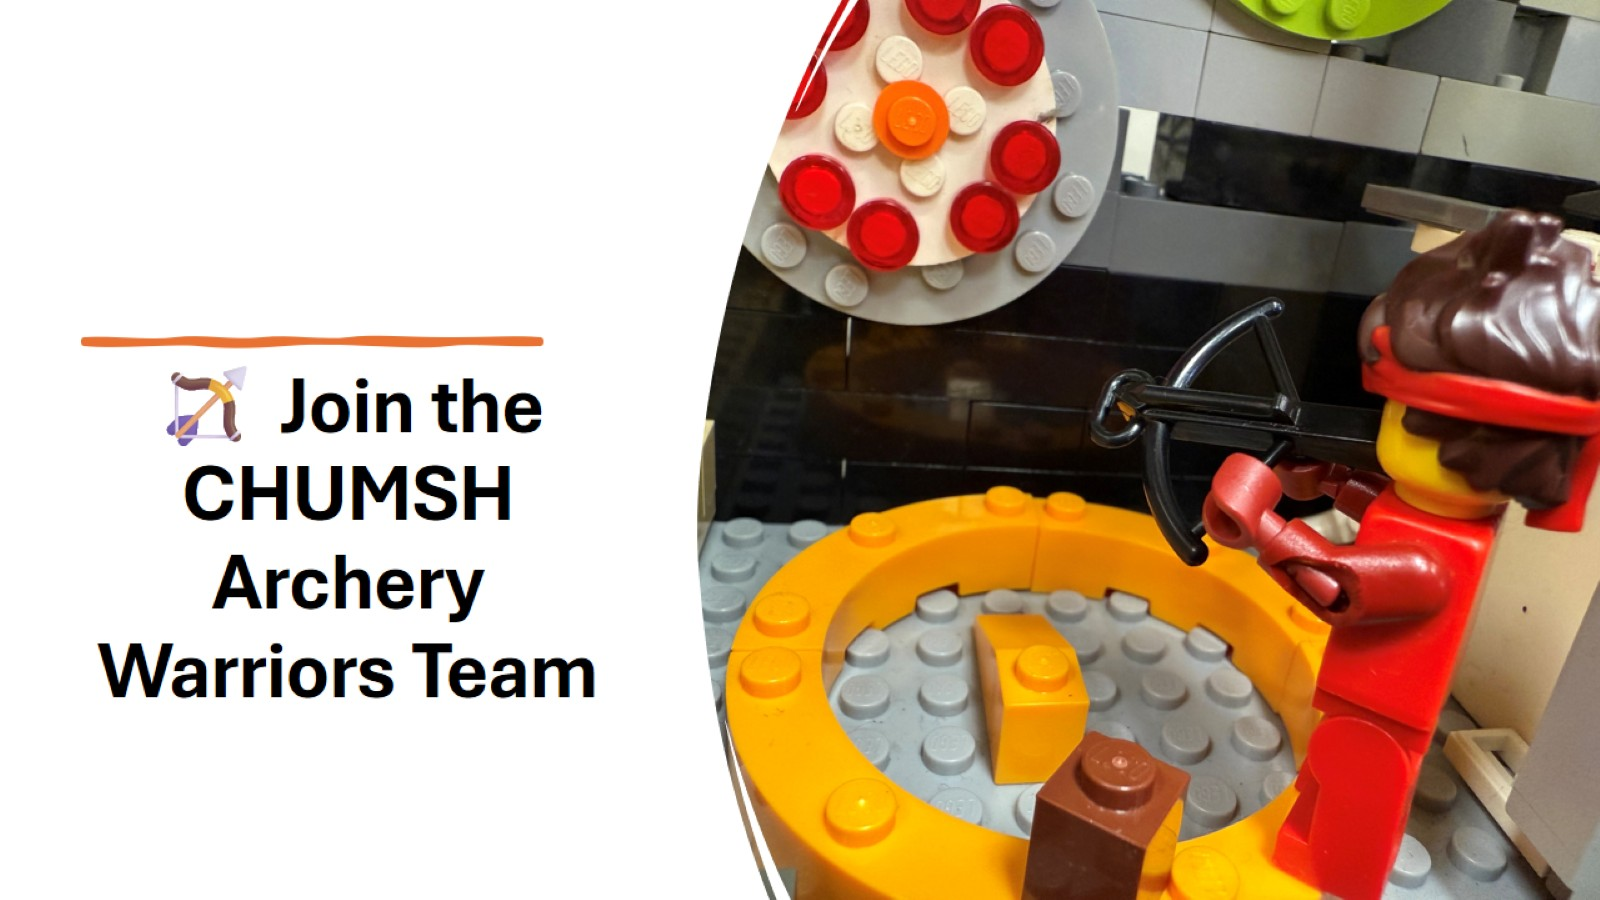 Join the
CHUMSH
Archery
Warriors Team